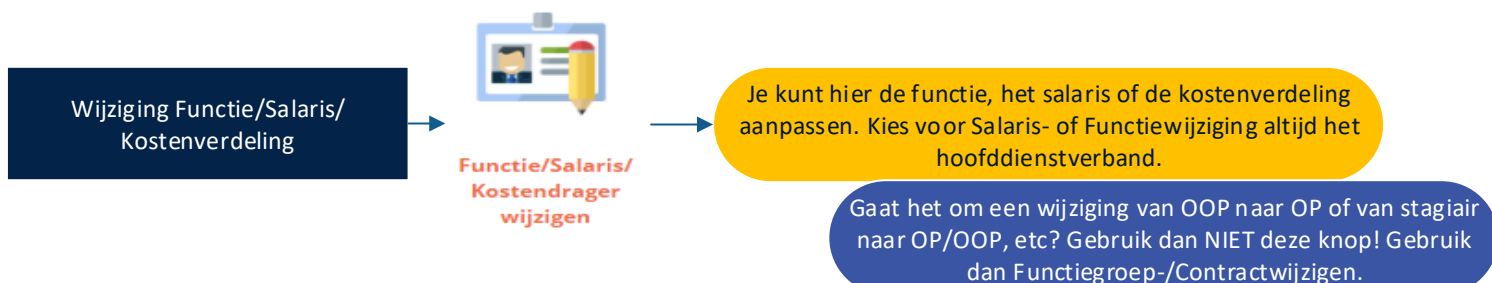 Wijziging Functie/Salaris/
Kostenverdeling
Functie/Salaris/
Kostendrager
wijzigen
Je kunt hier de functie, het salaris of de kostenverdeling
aanpassen. Kies voor Salaris- of Functiewijziging altijd het
hoofddienstverband.
Gaat het om een wijziging van OOP naar OP of van stagiair
naar OP/OOP, etc? Gebruik dan NIET deze knop! Gebruik
dan Functiegroep-/Contractwijzigen.